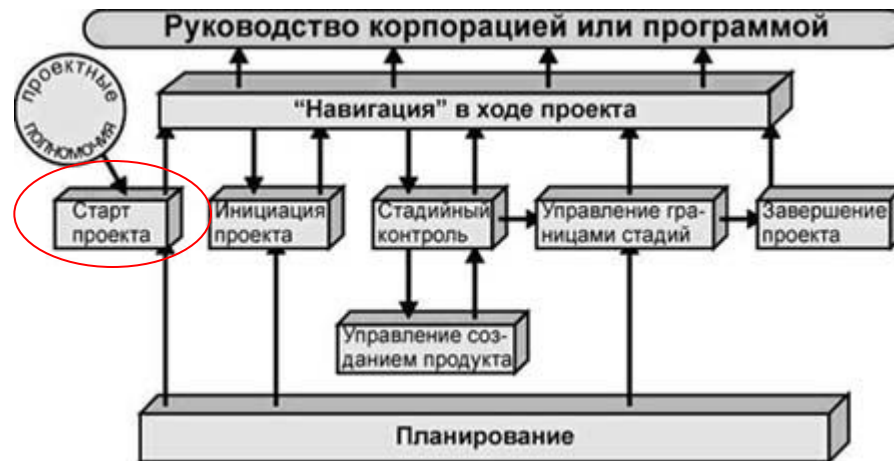 Руководство корпорацией или программой
проектные
полномочия
“Навигация” в ходе проекта
Старт
проекта
Инициация
проекта
Стадийный
контроль
Управление гра-
ницами стадий
Завершение
проекта
Управление соз-
данием продукта
Планирование